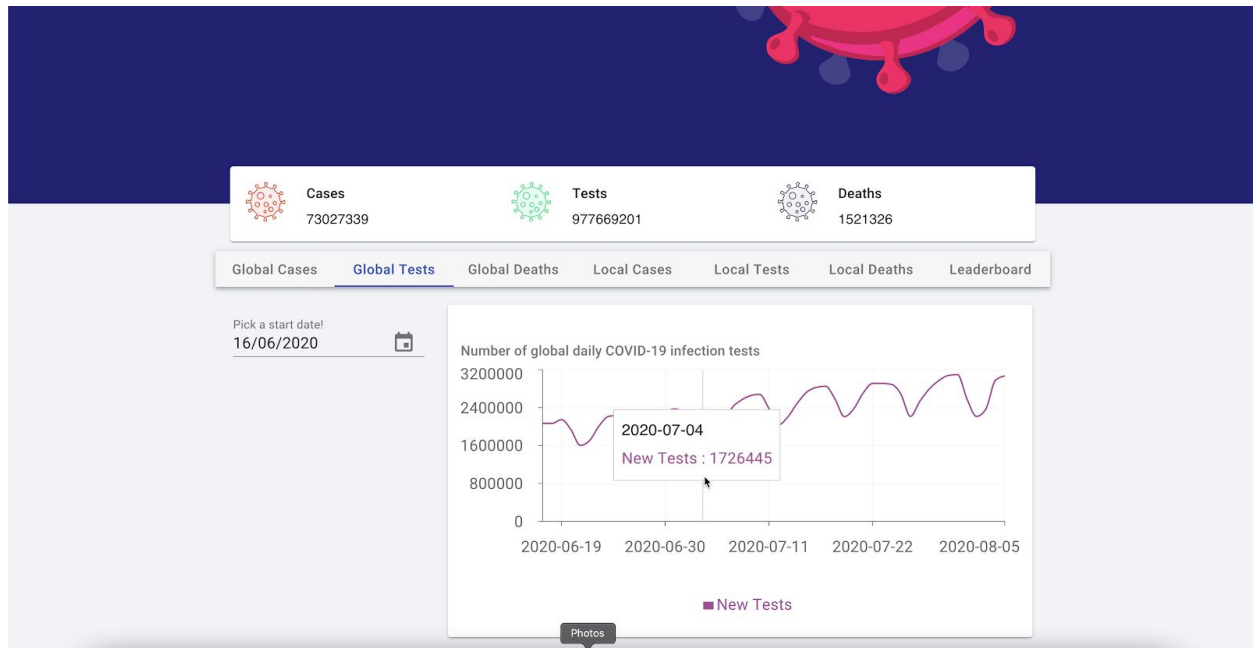 Cases Tests Deaths
73027339 977669201 1521326
Global Cases Global Tests Global Deaths Local Cases Local Tests Local Deaths Leaderboard
Pick a start date!
16/06/2020
Number of global daily COVID-19 infection tests
3200000
2400000
1600000
800000
0
2020-07-04
New Tests : 1726445
2020-06-19 2020-06-30 2020-07-11 2020-07-22 2020-08-05
New Tests
Photos